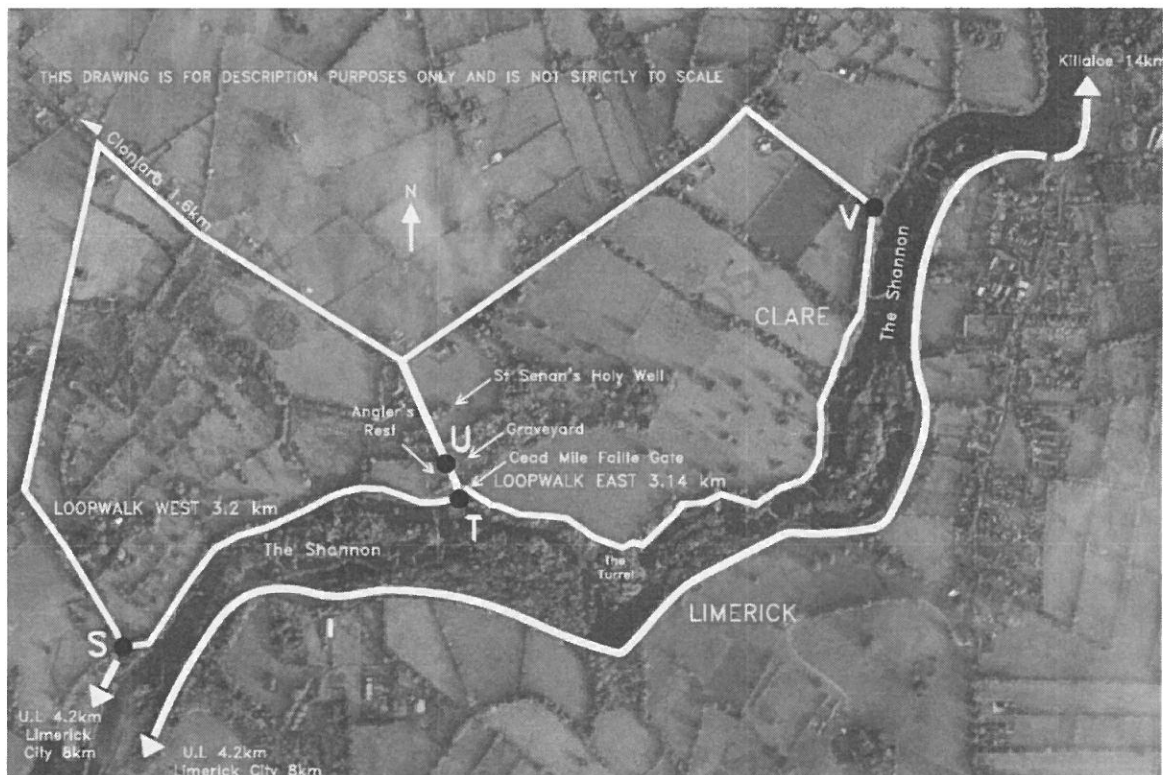 THIS DRAWING IS FOR DESCRIPTION PURPOSES ONLY AND IS NOT STRICTLY TO SCALE
Killaloe 14km
Clonlara 1.6km
N
V
The Shannon
CLARE
St Senan's Holy Well
Angler's
Rest
U
Graveyard
Cead Mile Failte Gate
LOOPWALK EAST 3.14 km
LOOPWALK WEST 3.2 km
T
The Shannon
The
Turret
LIMERICK
S
U.L 4.2km
Limerick
City 8km
U.L 4.2km
Limerick City 8km